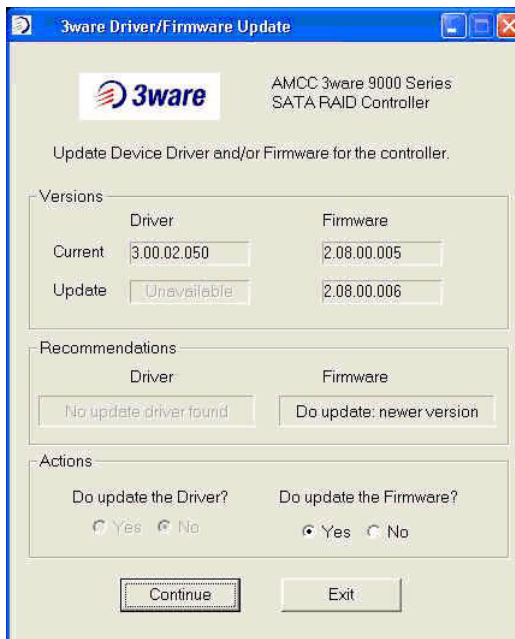 3ware Driver/Firmware Update
3ware
AMCC 3ware 9000 Series
SATA RAID Controller
Update Device Driver and/or Firmware for the controller.
Versions
Driver Firmware
Current 3.00.02.050 2.08.00.005
Update Unavailable 2.08.00.006
Recommendations
Driver Firmware
No update driver found Do update: newer version
Actions
Do update the Driver? Do update the Firmware?
Yes No Yes No
Continue Exit